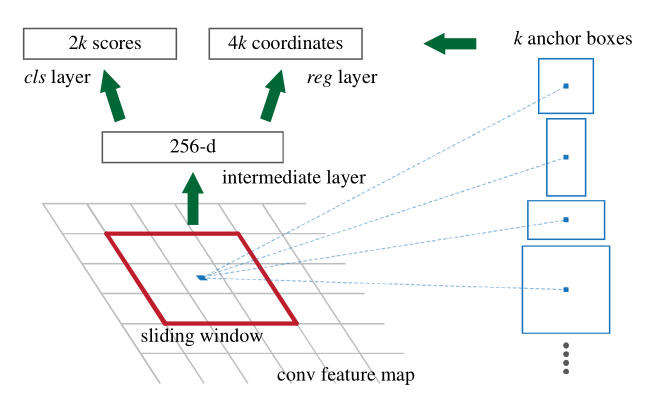 2k scores
4k coordinates
k anchor boxes
cls layer
reg layer
256-d
intermediate layer
sliding window
conv feature map